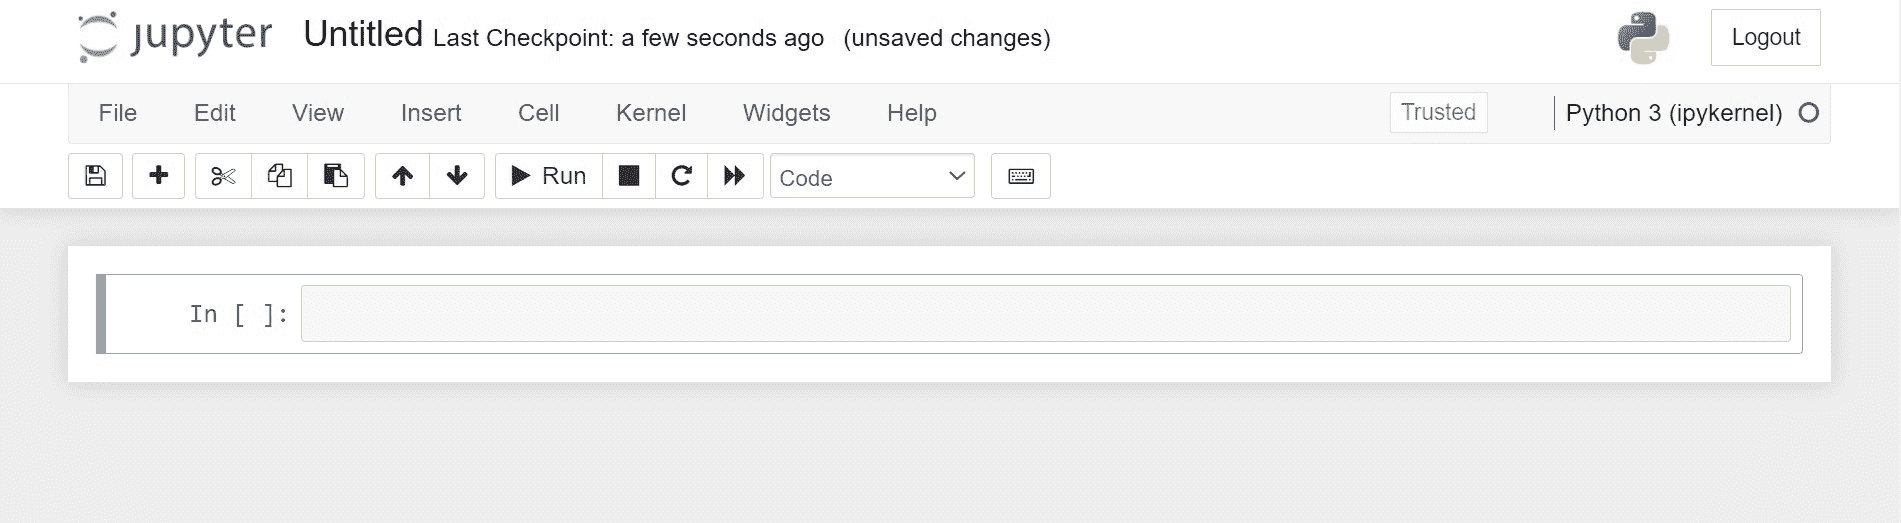 jupyter Untitled Last Checkpoint: a few seconds ago (unsaved changes) Logout
File Edit View Insert Cell Kernel Widgets Help Trusted Python 3 (ipykernel)
Run Code
In [ ]: